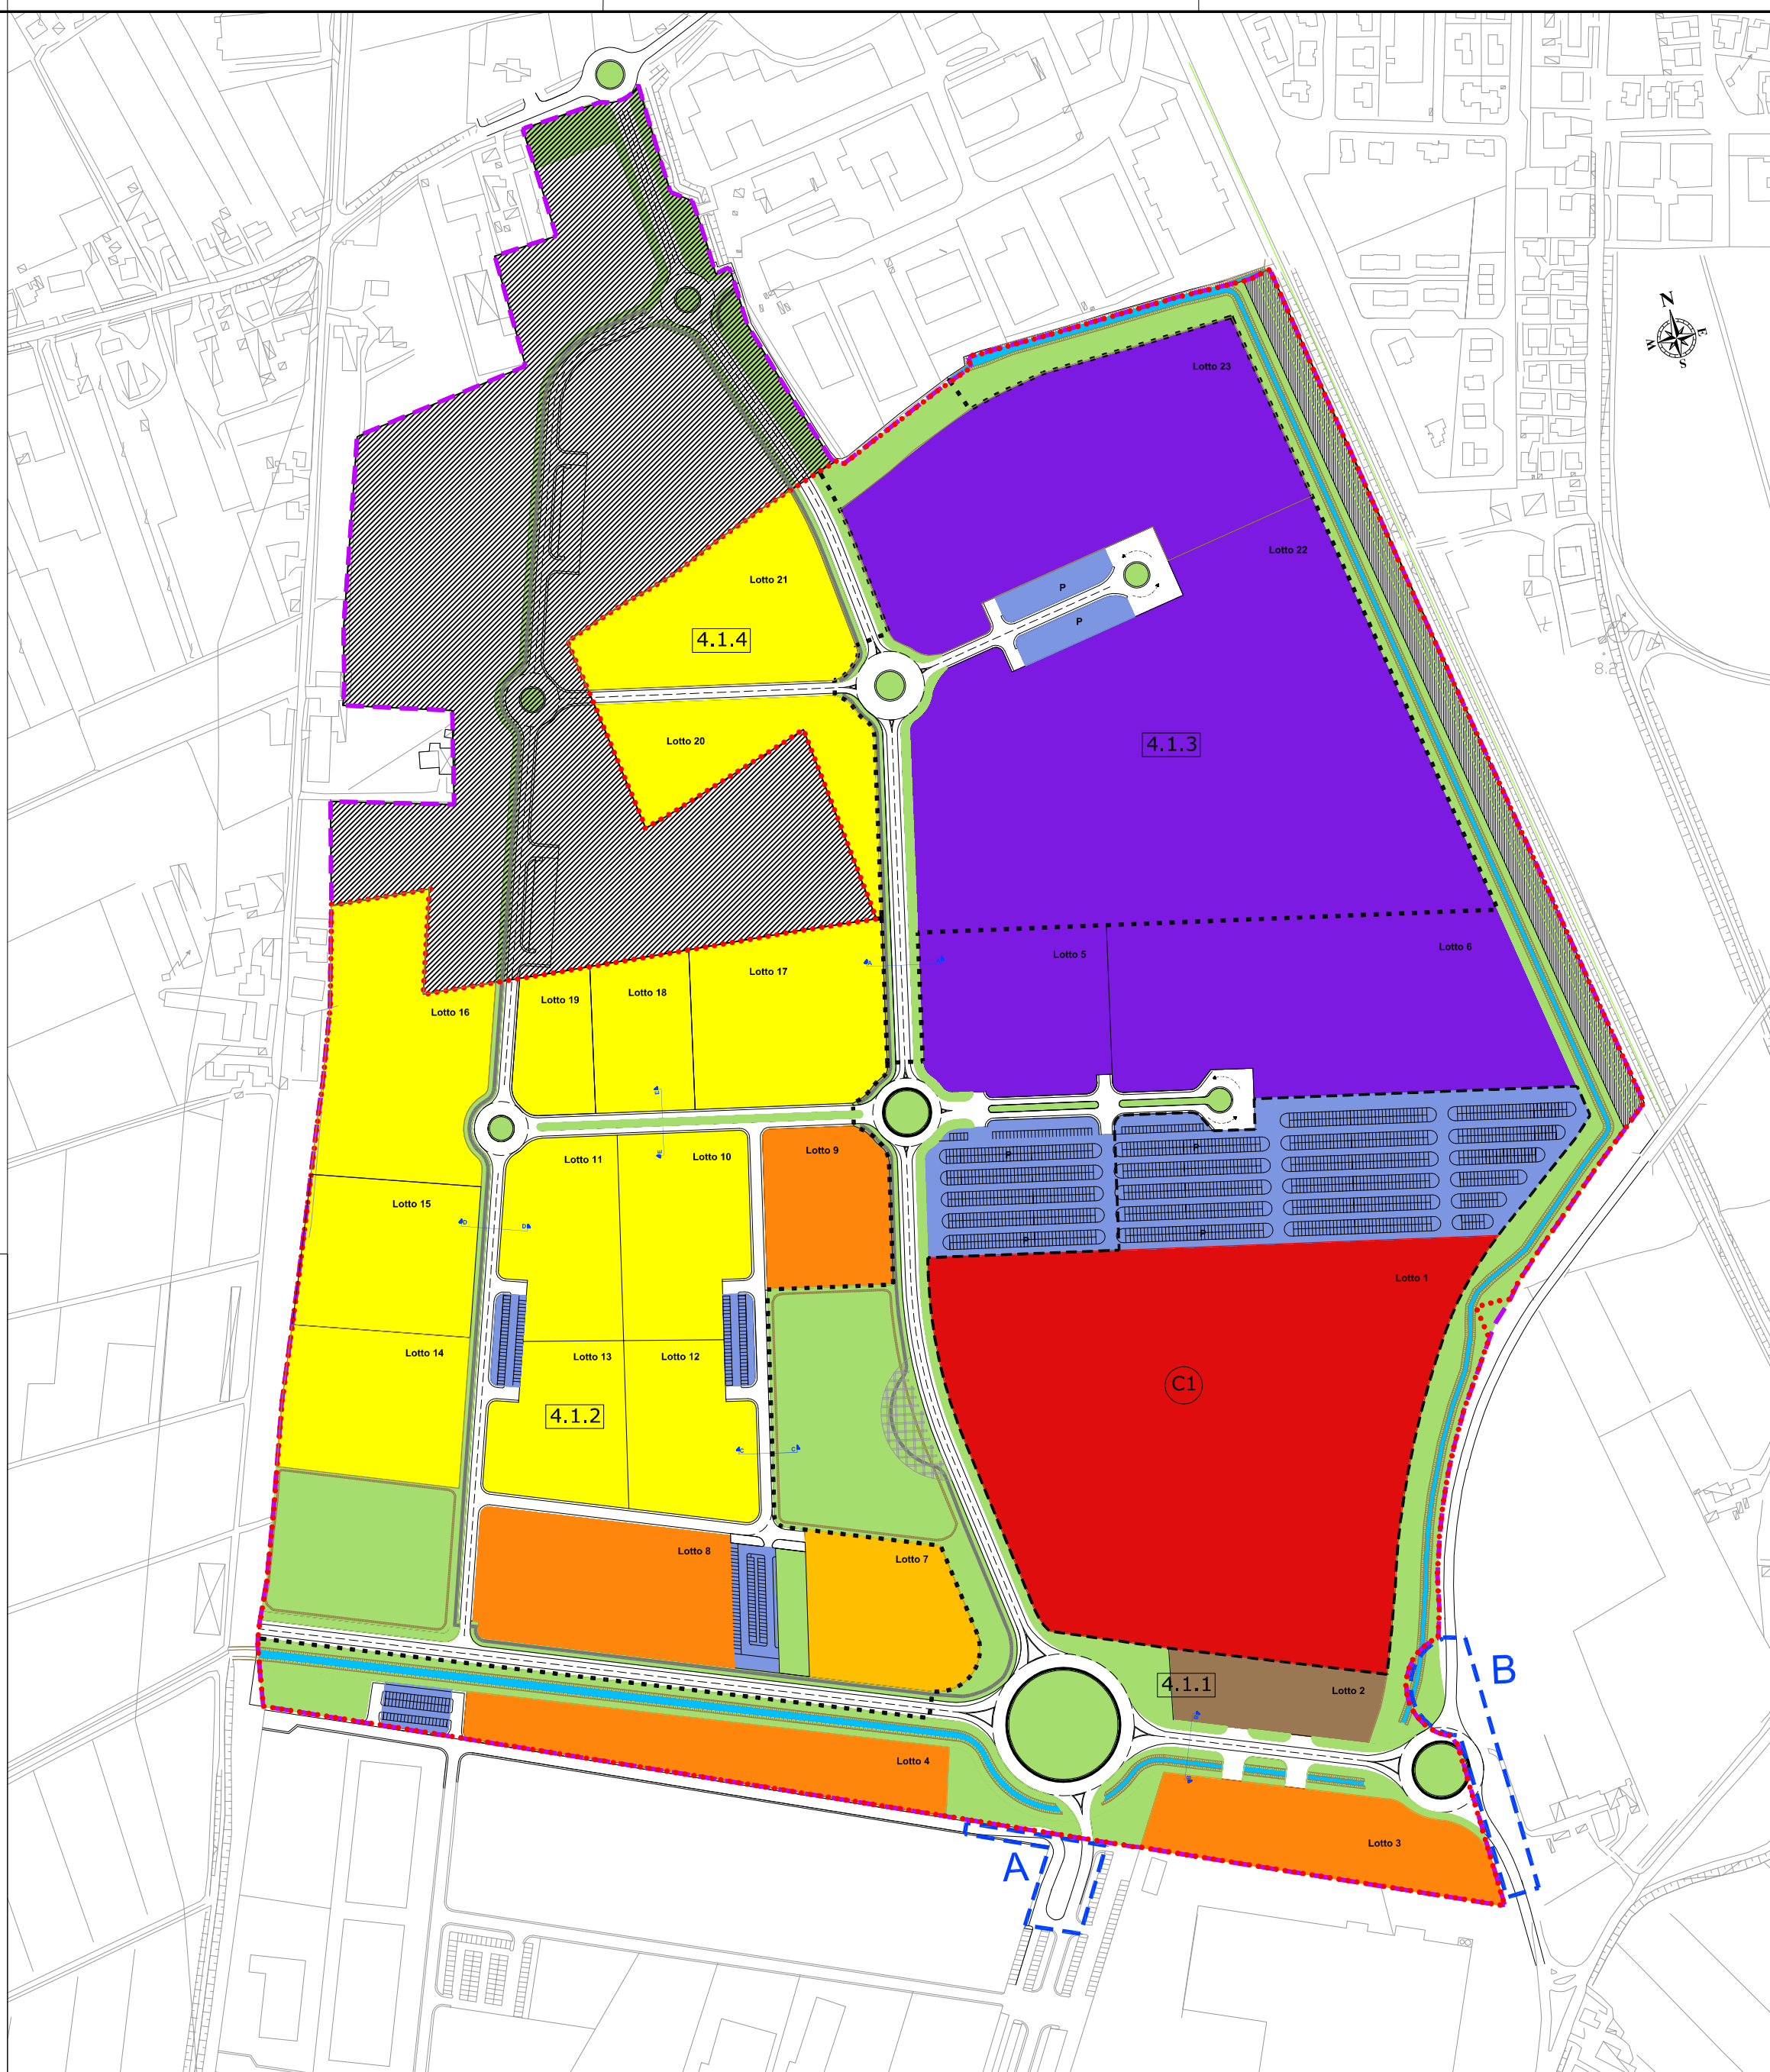 N
W
E
S
Lotto 23
Lotto 22
P
P
Lotto 21
4.1.4
Lotto 20
4.1.3
Lotto 5
Lotto 6
Lotto 17
Lotto 18
Lotto 19
Lotto 16
A
Lotto 11
Lotto 10
Lotto 9
P
P
P
P
Lotto 15
D
D
Lotto 1
Lotto 14
Lotto 13
Lotto 12
C1
4.1.2
C
C
Lotto 8
Lotto 7
4.1.1
Lotto 2
B
Lotto 4
Lotto 3
A